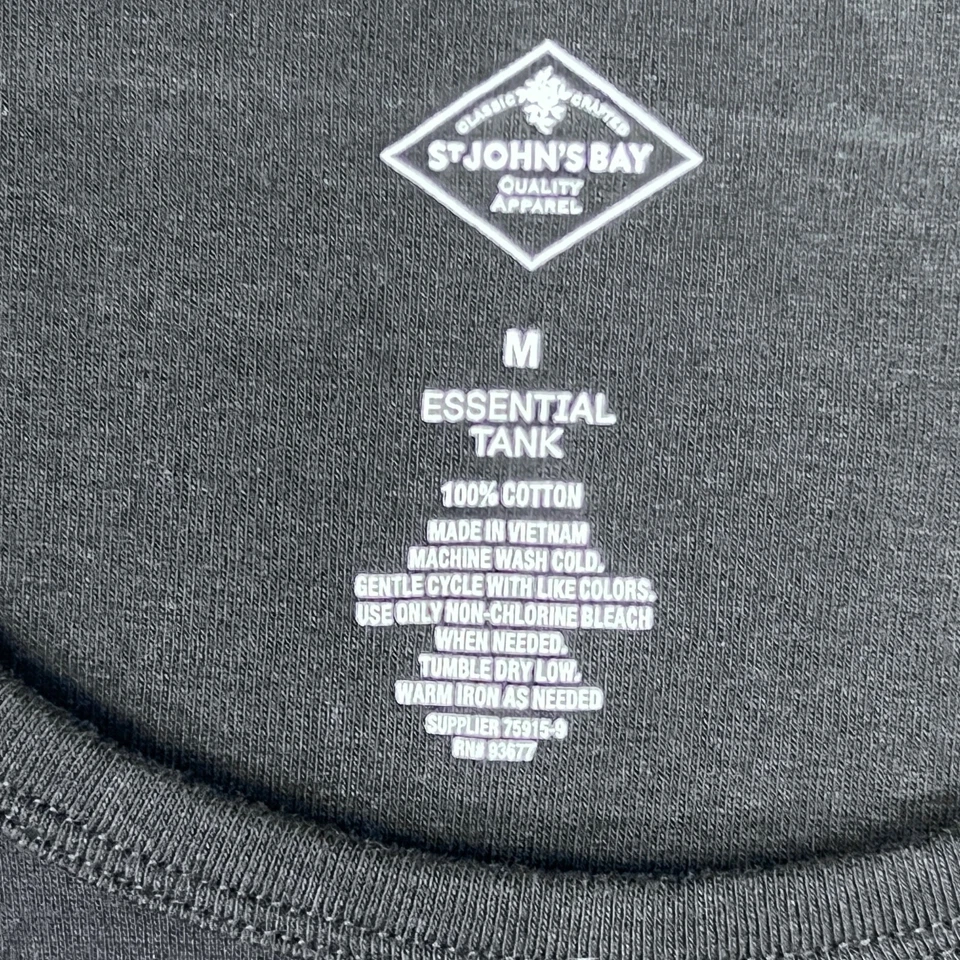 CLASSIC CRAFTED
ST JOHN'S BAY
QUALITY
APPAREL
M
ESSENTIAL
TANK
100% COTTON
MADE IN VIETNAM
MACHINE WASH COLD,
GENTLE CYCLE WITH LIKE COLORS.
USE ONLY NON-CHLORINE BLEACH
WHEN NEEDED.
TUMBLE DRY LOW.
WARM IRON AS NEEDED
SUPPLIER 75915-9
RN# 93677